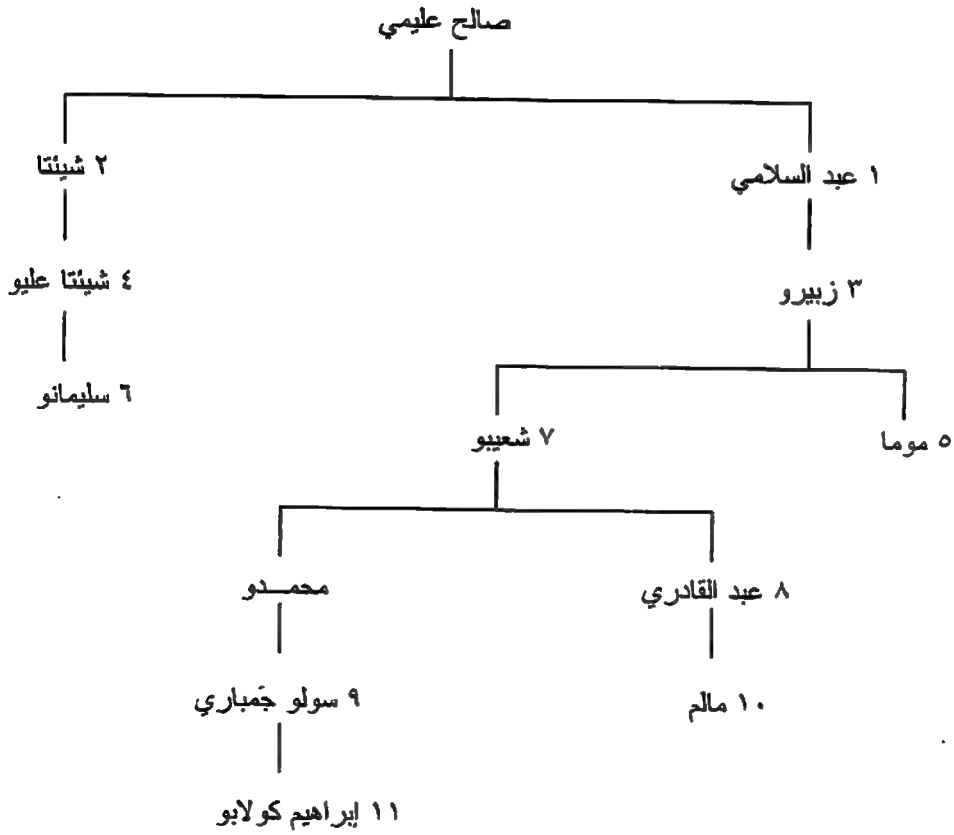 صالح عليمي
١ عبد السلامي
٢ شيئتا
٣ زبيرو
٤ شيئتا عليو
٦ سليمانو
٥ موما
٧ شعيبو
٨ عبد القادري
محمــدو
١٠ مالم
٩ سولو جَمباري
١١ إبراهيم كولابو